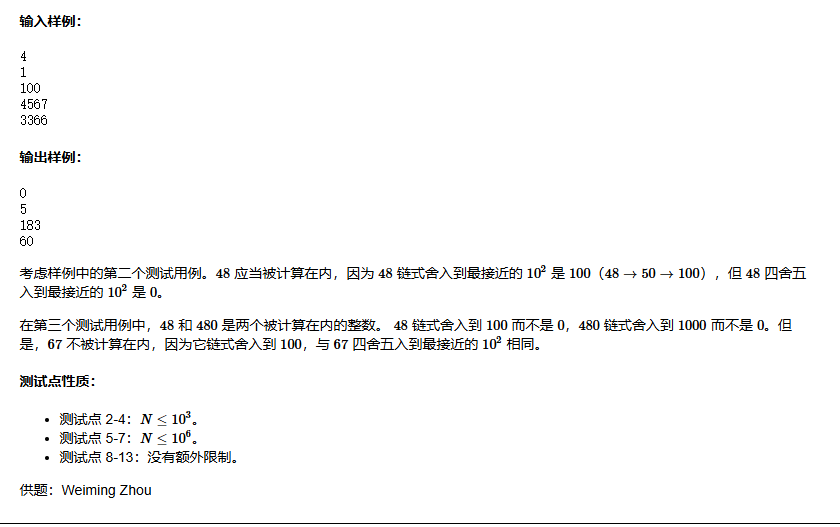 输入样例：
4
1
100
4567
3366
输出样例：
0
5
183
60
考虑样例中的第二个测试用例。48 应当被计算在内，因为 48 链式舍入到最接近的 10² 是 100（48 → 50 → 100），但 48 四舍五
入到最接近的 10² 是 0。
在第三个测试用例中，48 和 480 是两个被计算在内的整数。 48 链式舍入到 100 而不是 0，480 链式舍入到 1000 而不是 0。但
是，67 不被计算在内，因为它链式舍入到 100，与 67 四舍五入到最接近的 10² 相同。
测试点性质：
• 测试点 2-4：N ≤ 10³。
• 测试点 5-7：N ≤ 10⁶。
• 测试点 8-13：没有额外限制。
供题：Weiming Zhou